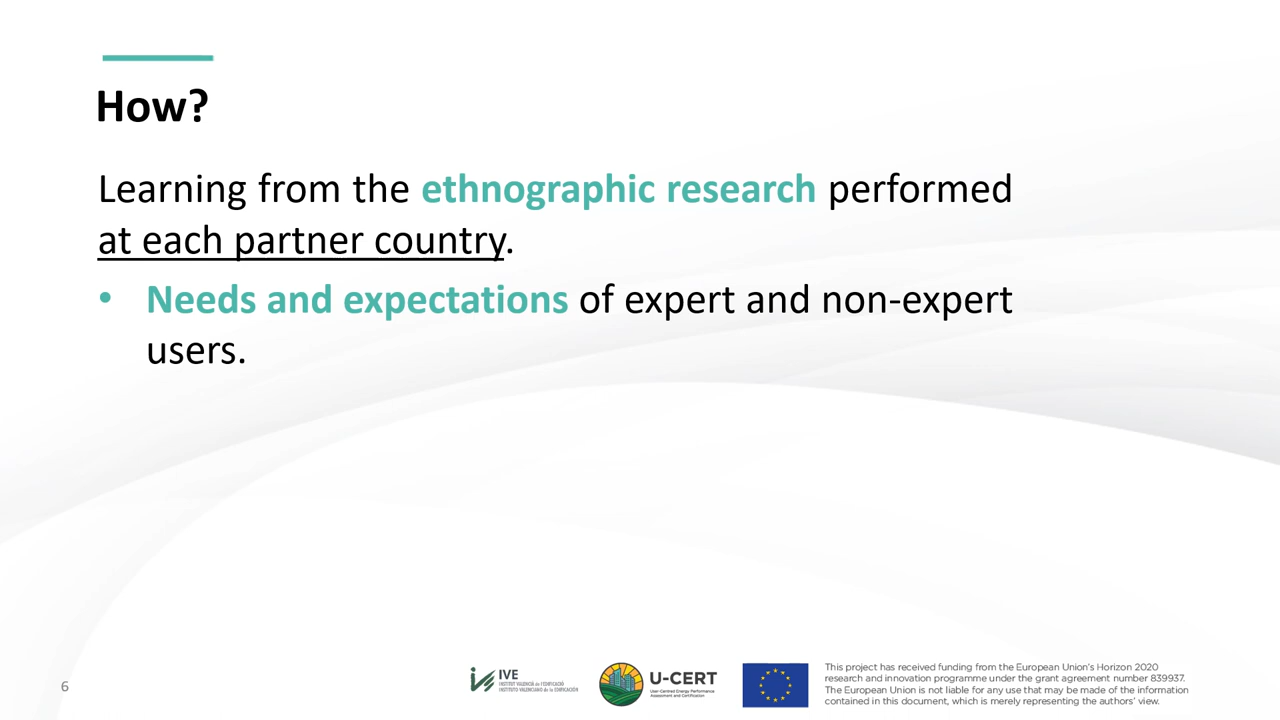 How?
Learning from the ethnographic research performed
at each partner country.
• Needs and expectations of expert and non-expert
users.
6
IVE
INSTITUT VALENCIÀ de l'EDIFICACIÓ
INSTITUTO VALENCIANO de la EDIFICACIÓN
U-CERT
User-Centred Energy Performance
Assessment and Certification
This project has received funding from the European Union's Horizon 2020
research and innovation programme under the grant agreement number 839937.
The European Union is not liable for any use that may be made of the information
contained in this document, which is merely representing the authors' view.